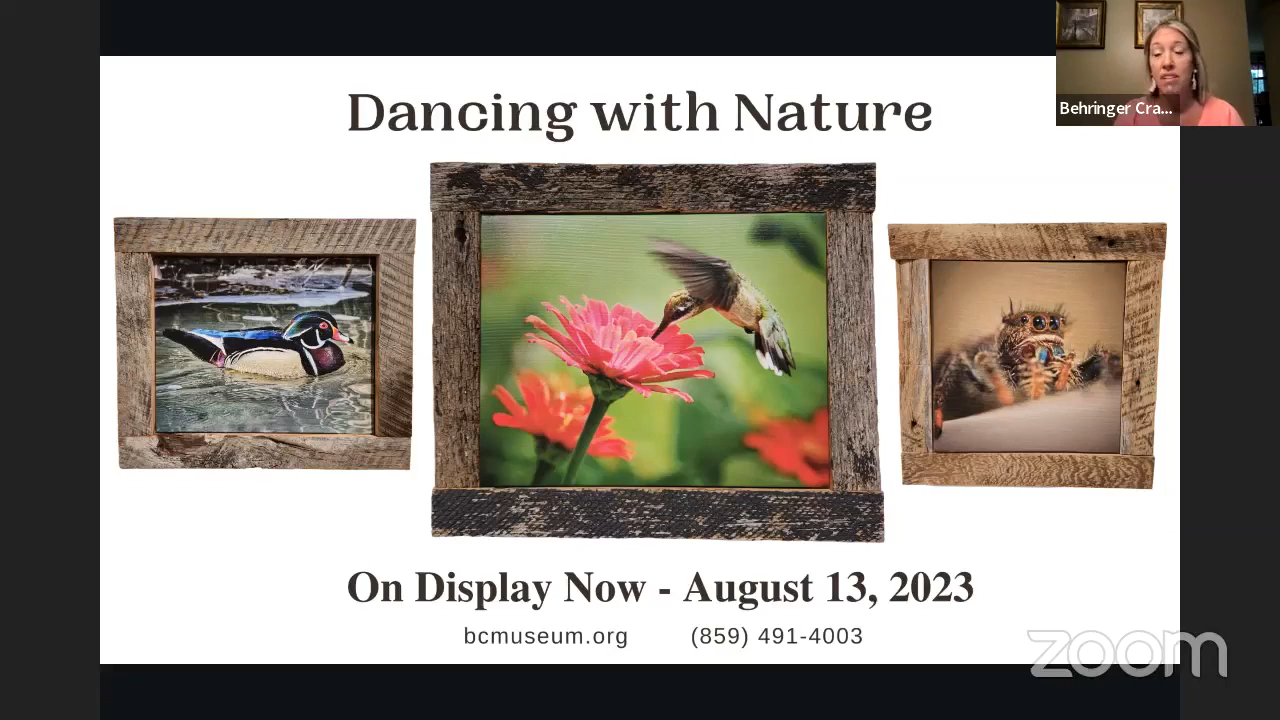 Dancing with Nature
Behringer Cra...
On Display Now - August 13, 2023
bcmuseum.org (859) 491-4003
zoom